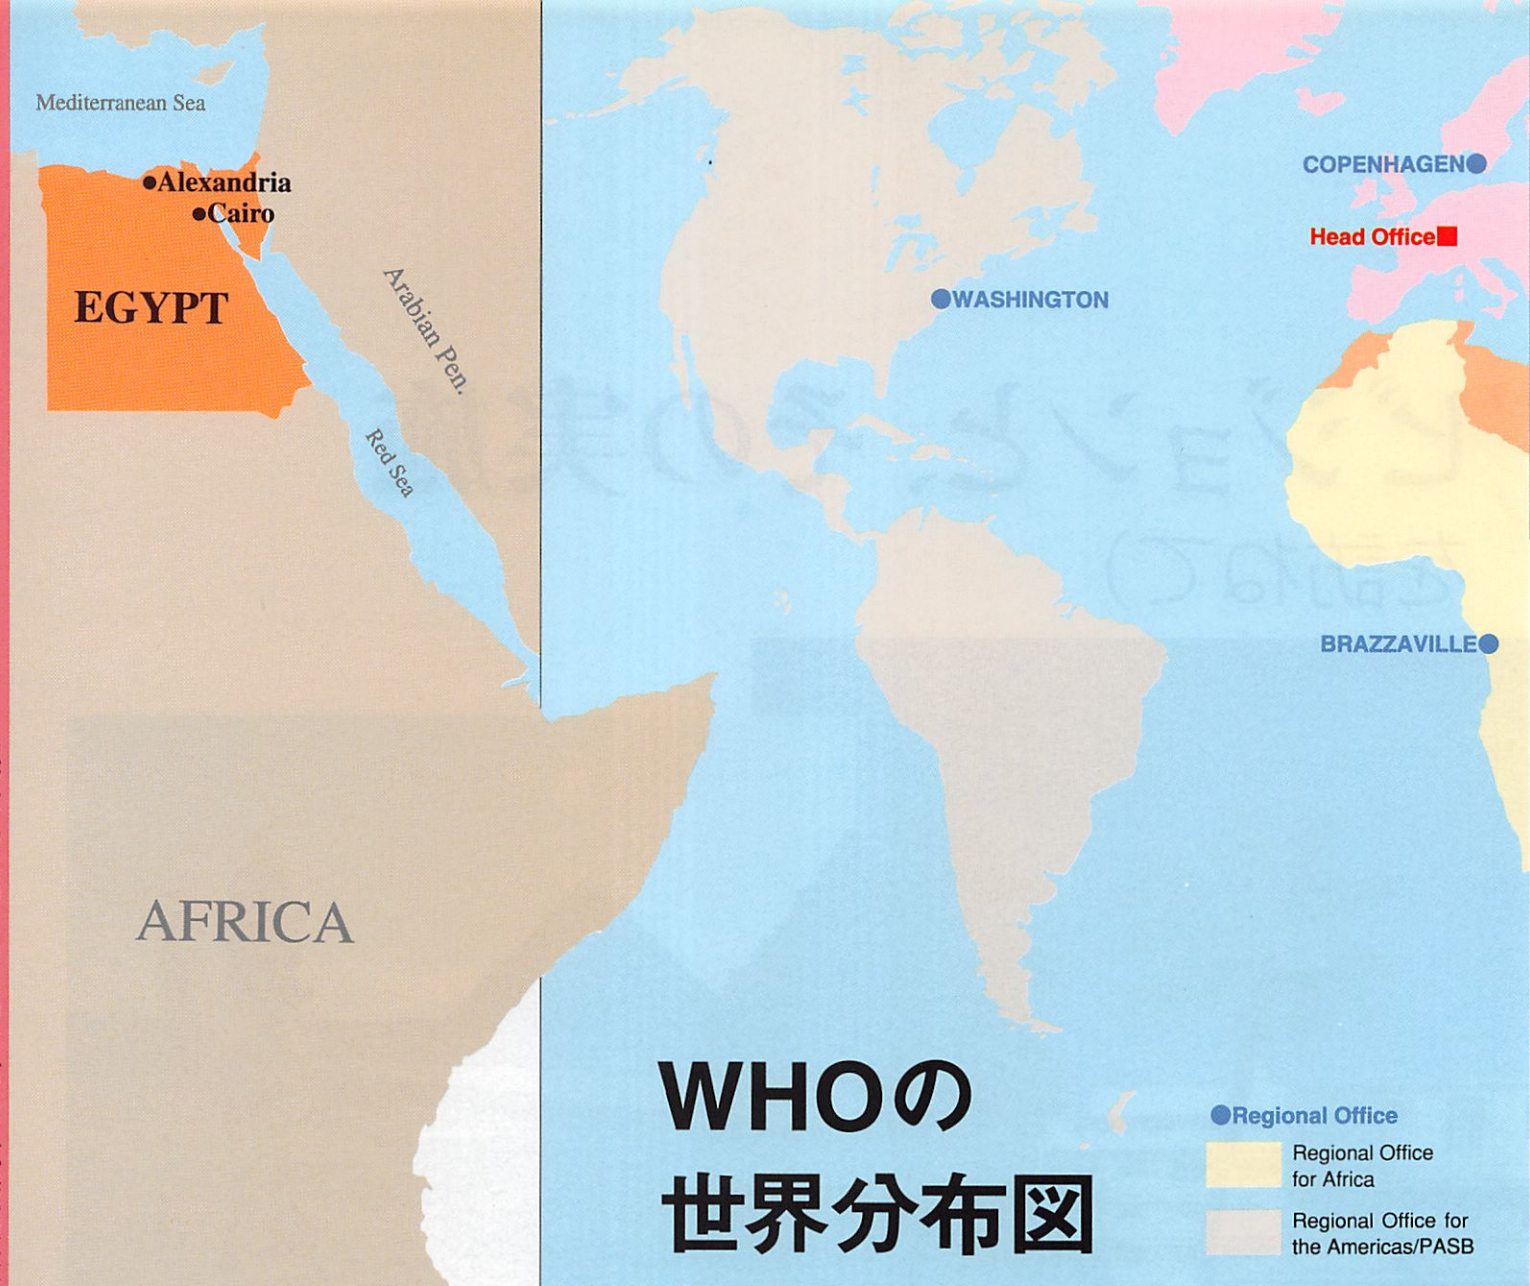 Mediterranean Sea
●Alexandria
●Cairo
EGYPT
Arabian Pen.
Red Sea
AFRICA
COPENHAGEN●
Head Office■
●WASHINGTON
BRAZZAVILLE●
WHOの
世界分布図
●Regional Office
Regional Office
for Africa
Regional Office for
the Americas/PASB